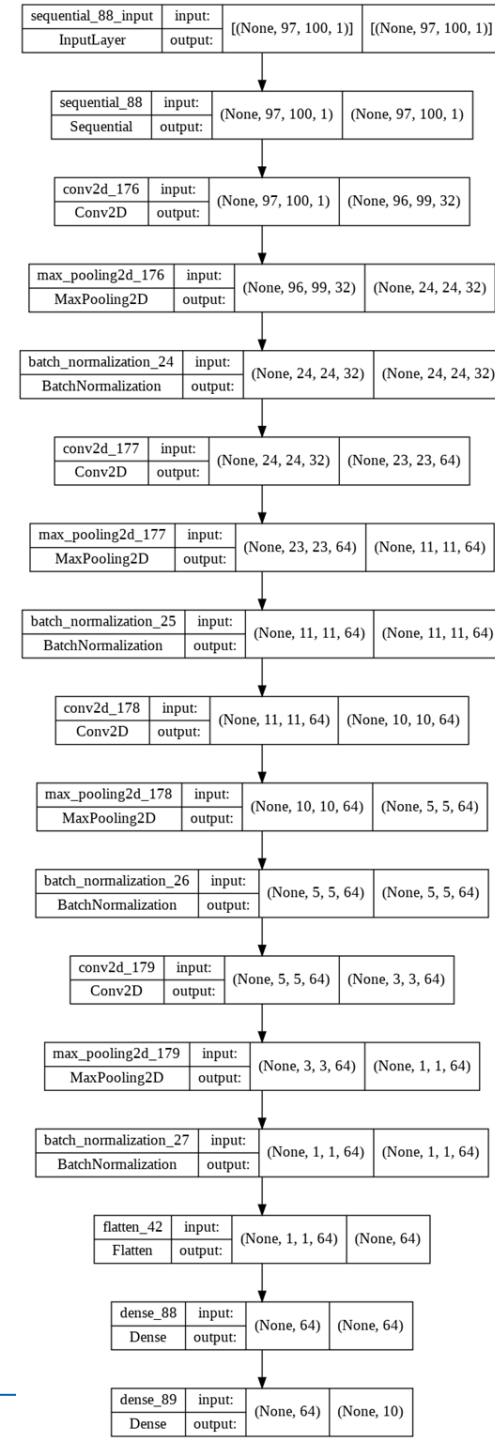 sequential_88_input input: [(None, 97, 100, 1)] [(None, 97, 100, 1)]
InputLayer output:
sequential_88 input: (None, 97, 100, 1) (None, 97, 100, 1)
Sequential output:
conv2d_176 input: (None, 97, 100, 1) (None, 96, 99, 32)
Conv2D output:
max_pooling2d_176 input: (None, 96, 99, 32) (None, 24, 24, 32)
MaxPooling2D output:
batch_normalization_24 input: (None, 24, 24, 32) (None, 24, 24, 32)
BatchNormalization output:
conv2d_177 input: (None, 24, 24, 32) (None, 23, 23, 64)
Conv2D output:
max_pooling2d_177 input: (None, 23, 23, 64) (None, 11, 11, 64)
MaxPooling2D output:
batch_normalization_25 input: (None, 11, 11, 64) (None, 11, 11, 64)
BatchNormalization output:
conv2d_178 input: (None, 11, 11, 64) (None, 10, 10, 64)
Conv2D output:
max_pooling2d_178 input: (None, 10, 10, 64) (None, 5, 5, 64)
MaxPooling2D output:
batch_normalization_26 input: (None, 5, 5, 64) (None, 5, 5, 64)
BatchNormalization output:
conv2d_179 input: (None, 5, 5, 64) (None, 3, 3, 64)
Conv2D output:
max_pooling2d_179 input: (None, 3, 3, 64) (None, 1, 1, 64)
MaxPooling2D output:
batch_normalization_27 input: (None, 1, 1, 64) (None, 1, 1, 64)
BatchNormalization output:
flatten_42 input: (None, 1, 1, 64) (None, 64)
Flatten output:
dense_88 input: (None, 64) (None, 64)
Dense output:
dense_89 input: (None, 64) (None, 10)
Dense output: